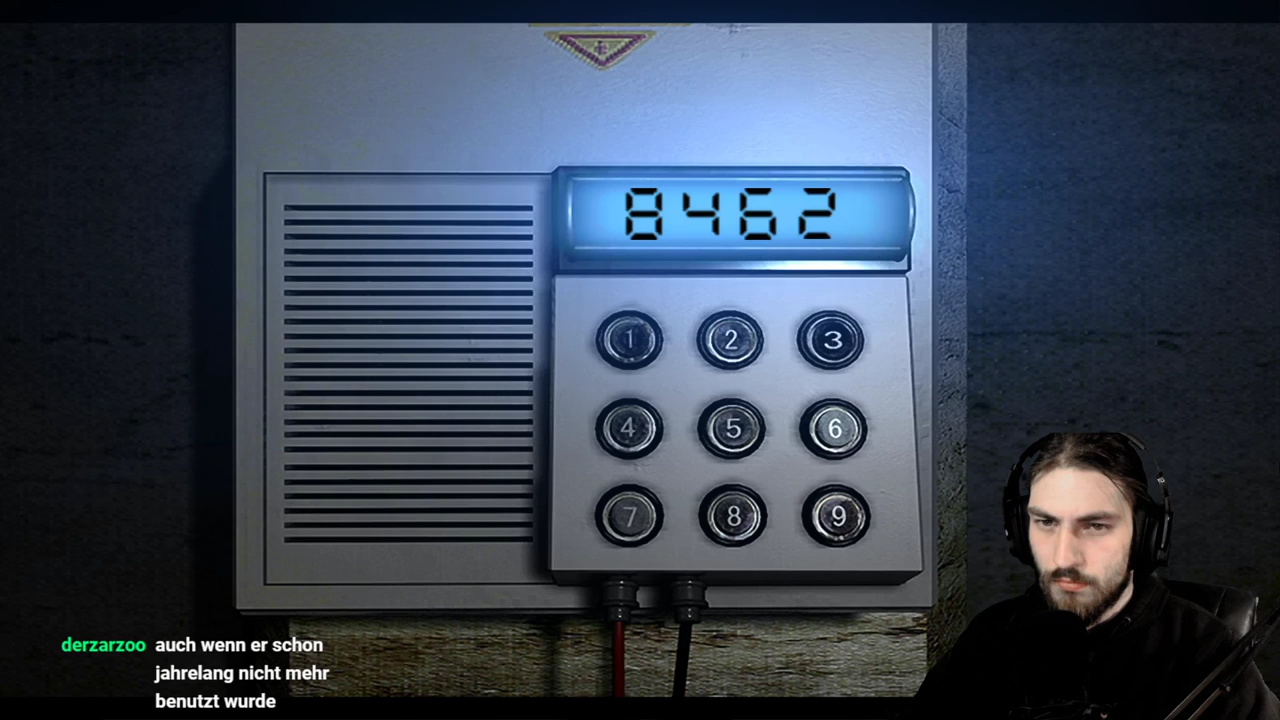 8462
1 2 3
4 5 6
7 8 9
derzarzoo auch wenn er schon
jahrelang nicht mehr
benutzt wurde